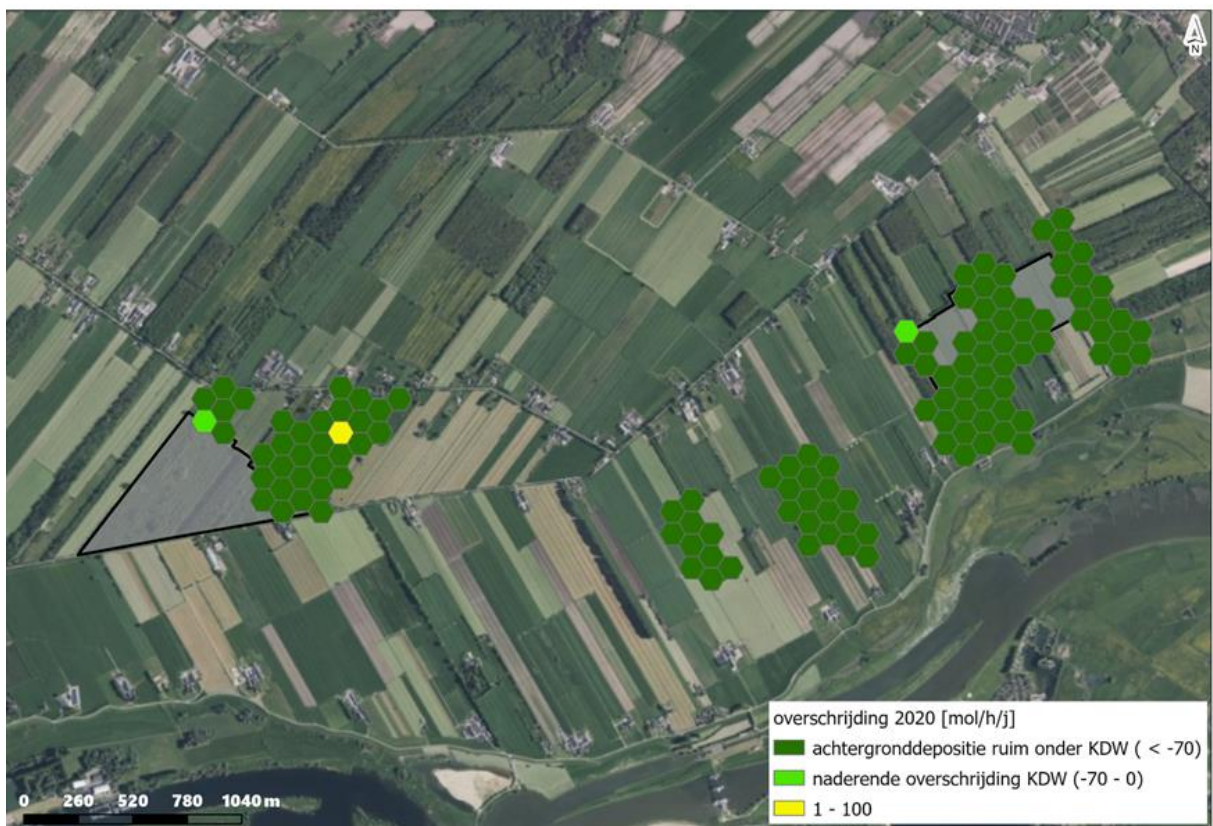 N
overschrijding 2020 [mol/h/j]
achtergronddepositie ruim onder KDW ( < -70)
naderende overschrijding KDW (-70 - 0)
1 - 100
0 260 520 780 1040 m